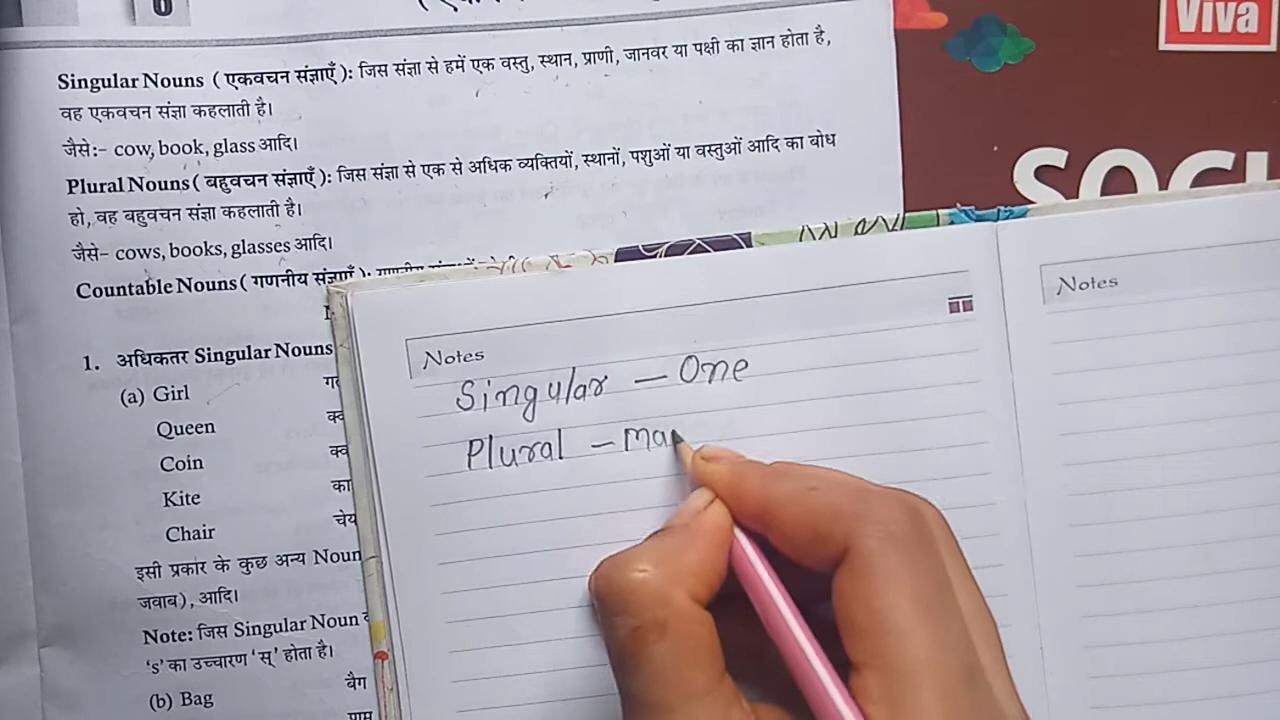 6
Singular Nouns ( एकवचन संज्ञाएँ ): जिस संज्ञा से हमें एक वस्तु, स्थान, प्राणी, जानवर या पक्षी का ज्ञान होता है,
वह एकवचन संज्ञा कहलाती है।
जैसे:– cow, book, glass आदि।
Plural Nouns ( बहुवचन संज्ञाएँ ): जिस संज्ञा से एक से अधिक व्यक्तियों, स्थानों, पशुओं या वस्तुओं आदि का बोध
हो, वह बहुवचन संज्ञा कहलाती है।
जैसे– cows, books, glasses आदि।
Countable Nouns ( गणनीय संज्ञाएँ ):
1. अधिकतर Singular Nouns
(a) Girl
Queen क्व
Coin क्व
Kite का
Chair चेय
इसी प्रकार के कुछ अन्य Noun
जवाब), आदि।
Note: जिस Singular Noun
‘s’ का उच्चारण ‘स्’ होता है।
(b) Bag बैग
Viva
SOCI
Notes
Singular – One
Plural – Man
Notes